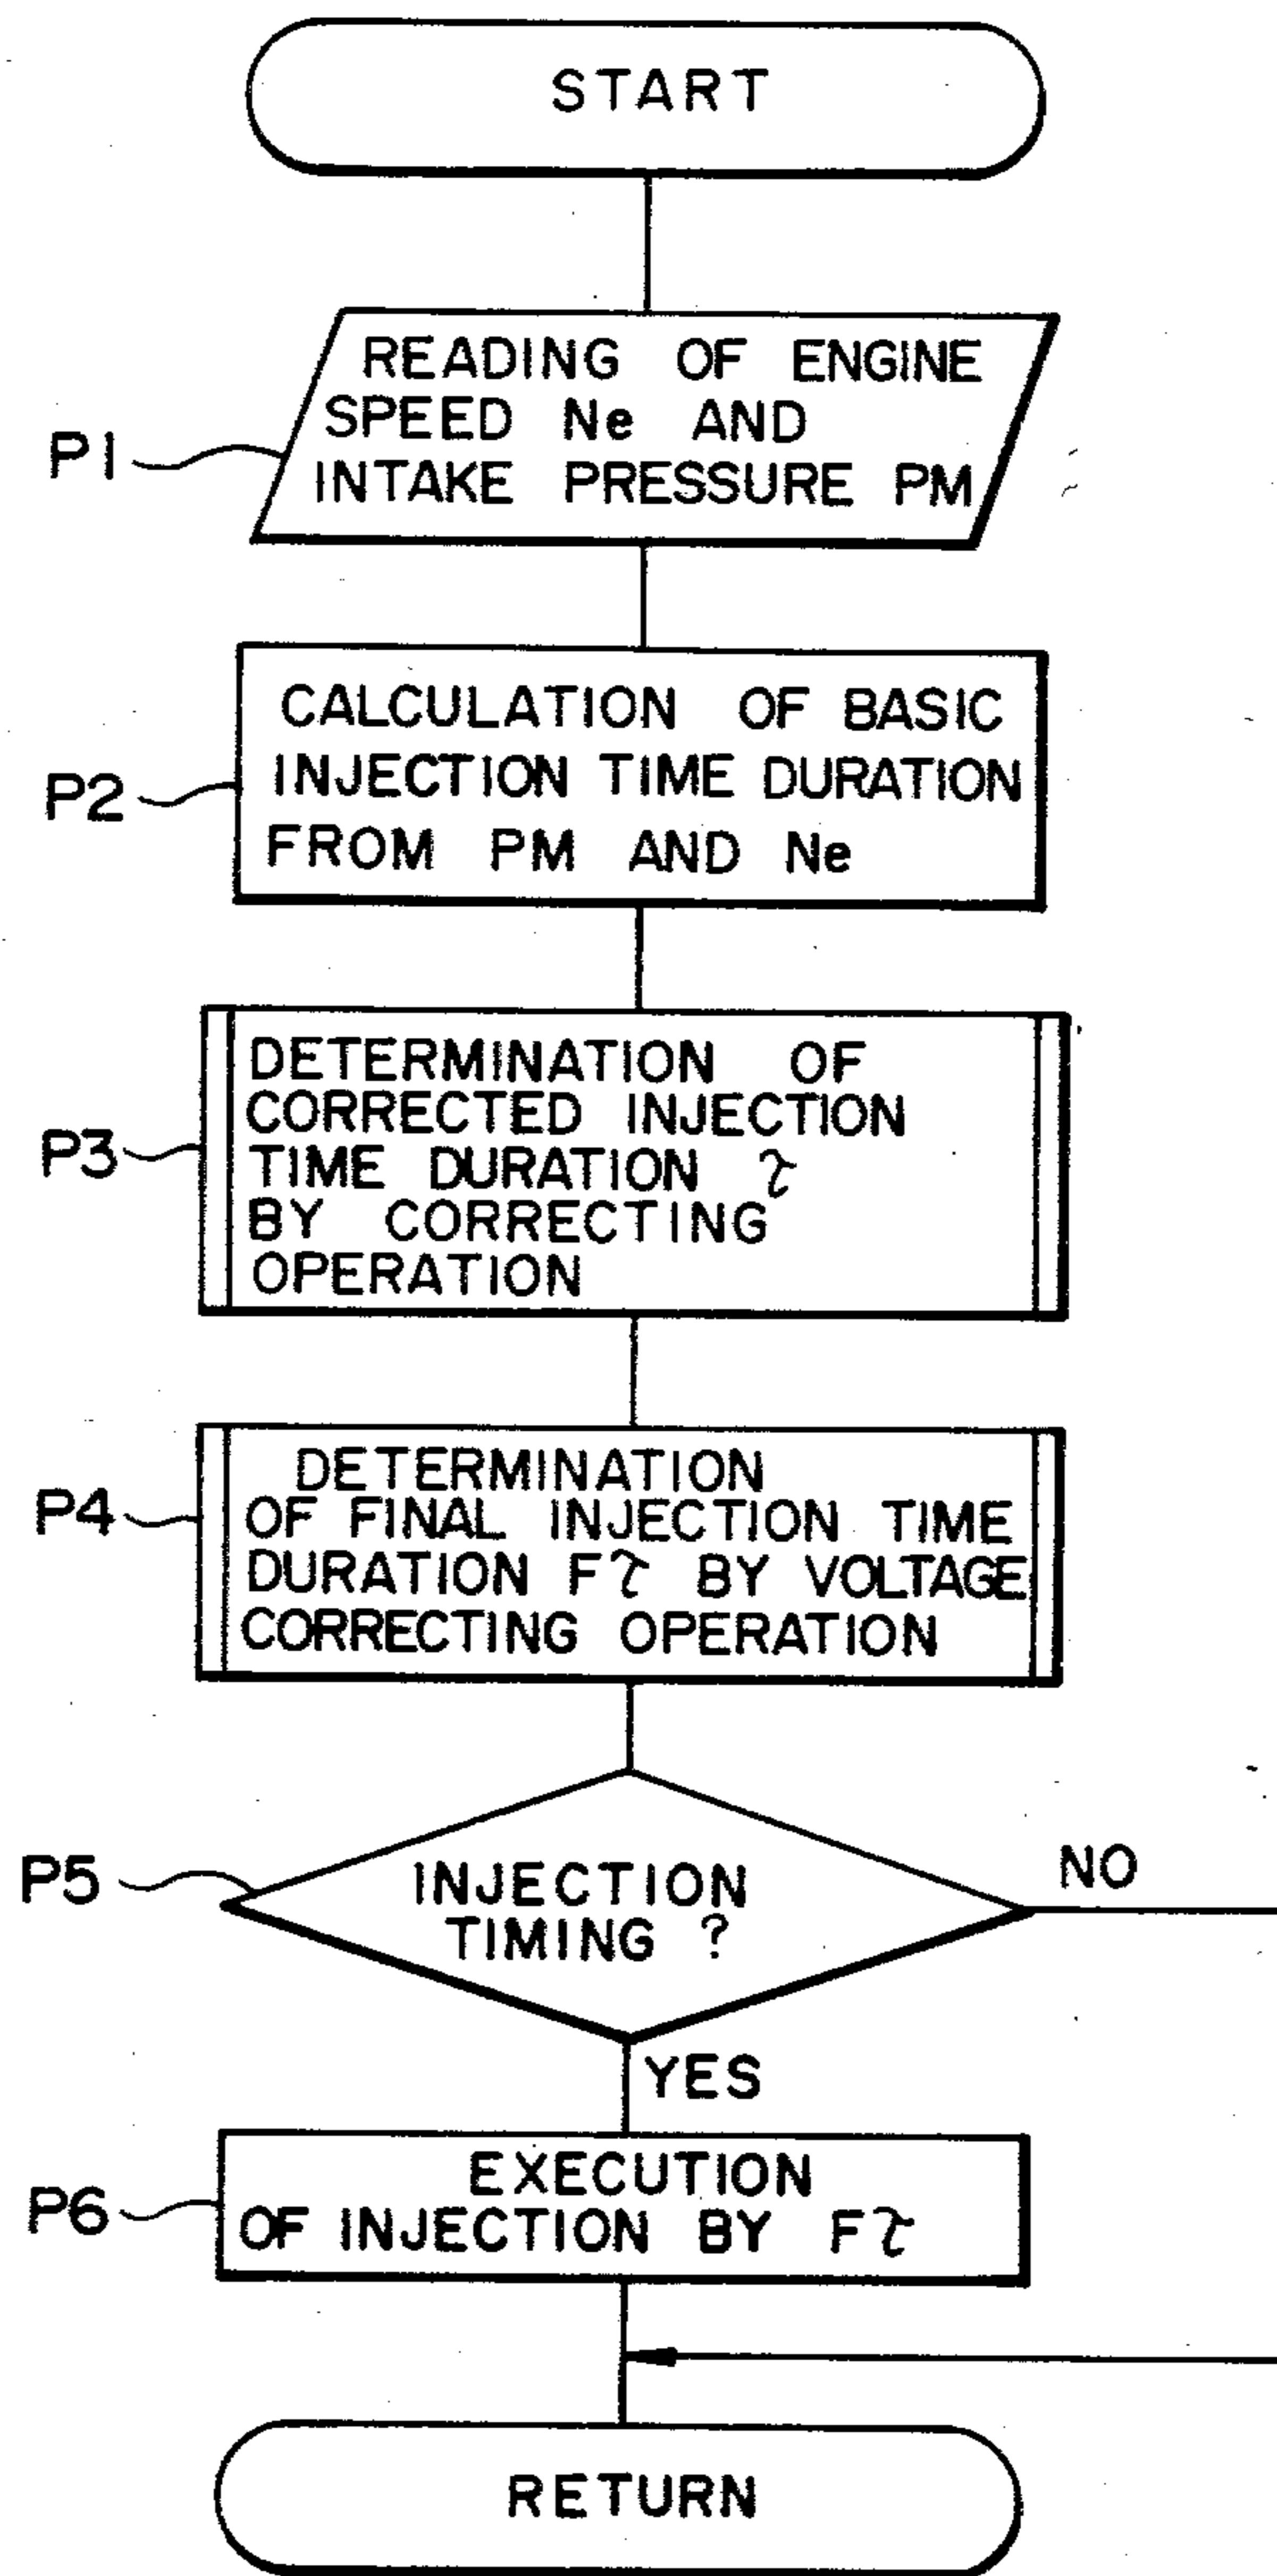 START
P1
READING OF ENGINE
SPEED Ne AND
INTAKE PRESSURE PM
P2
CALCULATION OF BASIC
INJECTION TIME DURATION
FROM PM AND Ne
P3
DETERMINATION OF
CORRECTED INJECTION
TIME DURATION τ
BY CORRECTING
OPERATION
P4
DETERMINATION
OF FINAL INJECTION TIME
DURATION Fτ BY VOLTAGE
CORRECTING OPERATION
P5
INJECTION
TIMING ?
NO
YES
P6
EXECUTION
OF INJECTION BY Fτ
RETURN